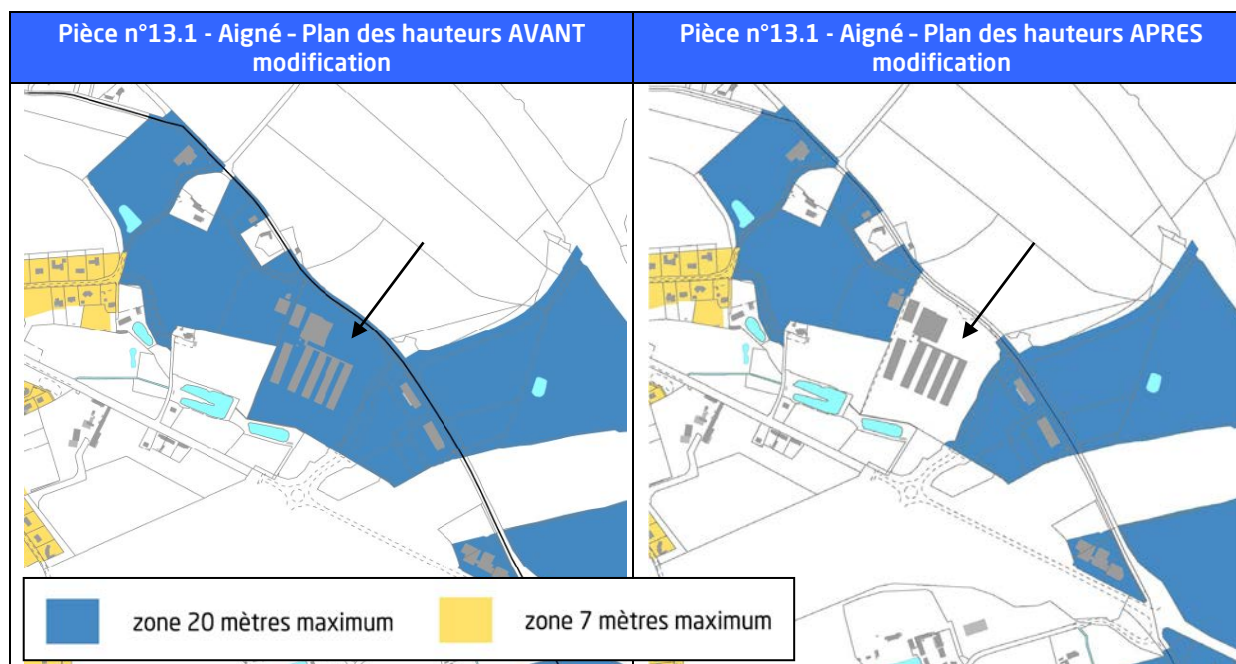 Pièce n°13.1 - Aigné – Plan des hauteurs AVANT
modification
Pièce n°13.1 - Aigné – Plan des hauteurs APRES
modification
zone 20 mètres maximum
zone 7 mètres maximum